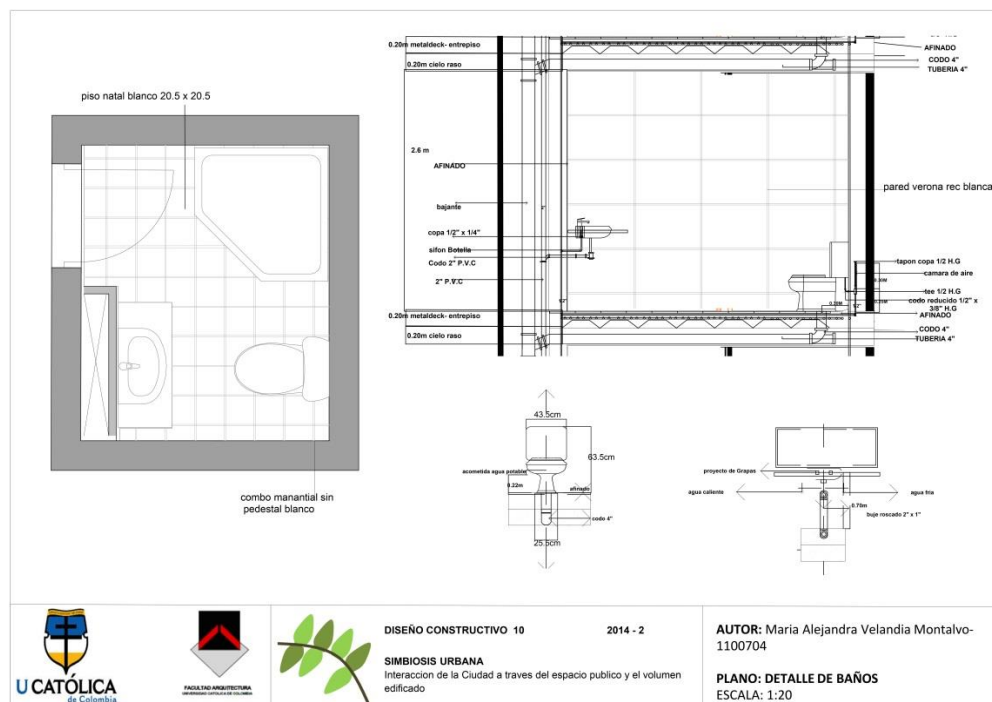 piso natal blanco 20.5 x 20.5
combo manantial sin
pedestal blanco
0.20m metaldeck- entrepiso
0.20m cielo raso
2.6 m
AFINADO
bajante
copa 1/2" x 1/4"
sifon Botella
Codo 2" P.V.C
2" P.V.C
0.20m metaldeck- entrepiso
0.20m cielo raso
AFINADO
CODO 4"
TUBERIA 4"
pared verona rec blanca
tapon copa 1/2 H.G
camara de aire
tee 1/2 H.G
codo reducido 1/2" x
3/8" H.G
AFINADO
CODO 4"
TUBERIA 4"
43.5cm
63.5cm
acometida agua potable
0.22m
afinado
codo 4"
25.5cm
proyecto de Grapas
agua caliente
agua fria
0.70m
buje roscado 2" x 1"
U CATÓLICA
de Colombia
FACULTAD ARQUITECTURA
UNIVERSIDAD CATOLICA DE COLOMBIA
DISEÑO CONSTRUCTIVO 10 2014 - 2
SIMBIOSIS URBANA
Interaccion de la Ciudad a traves del espacio publico y el volumen
edificado
AUTOR: Maria Alejandra Velandia Montalvo-
1100704
PLANO: DETALLE DE BAÑOS
ESCALA: 1:20